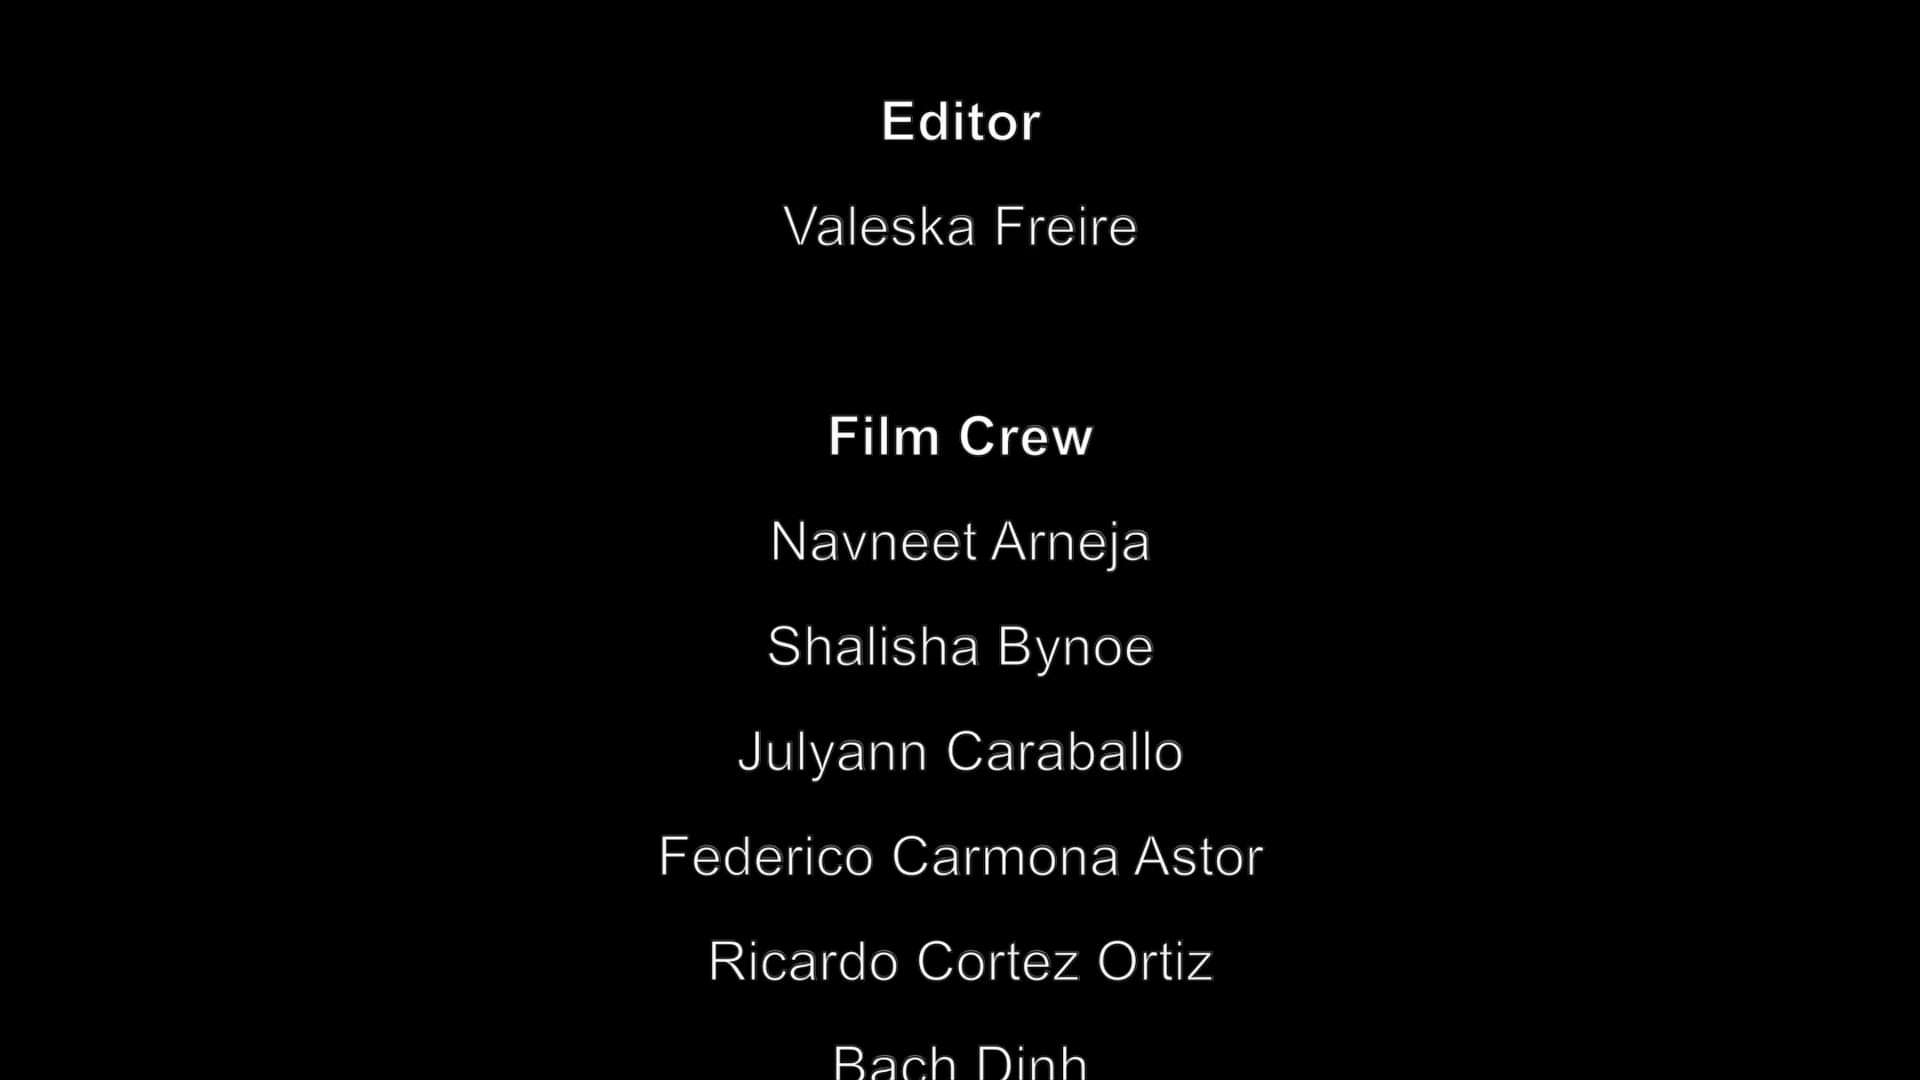 Editor
Valeska Freire
Film Crew
Navneet Arneja
Shalisha Bynoe
Julyann Caraballo
Federico Carmona Astor
Ricardo Cortez Ortiz
Bach Dinh